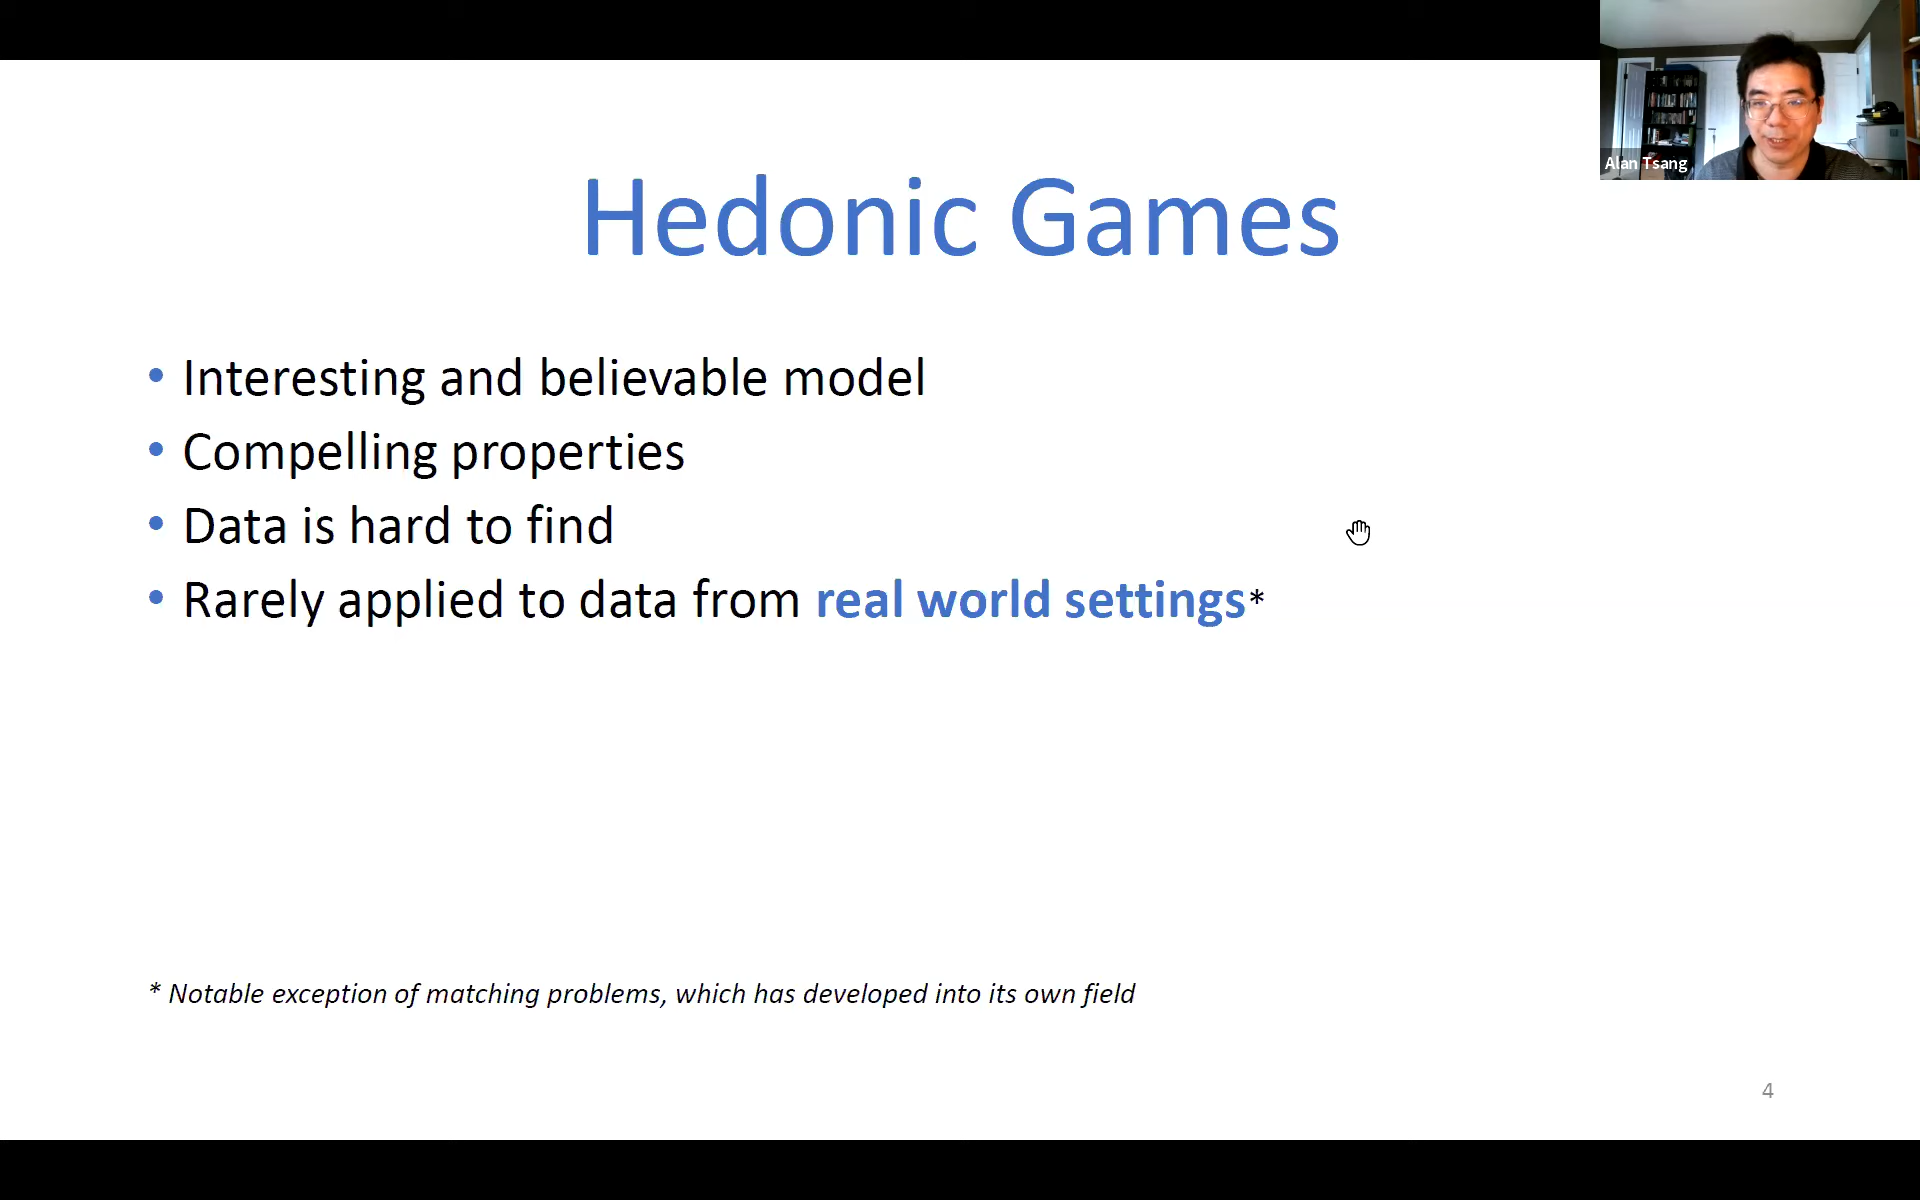 Alan Tsang
Hedonic Games
• Interesting and believable model
• Compelling properties
• Data is hard to find
• Rarely applied to data from real world settings*
* Notable exception of matching problems, which has developed into its own field
4